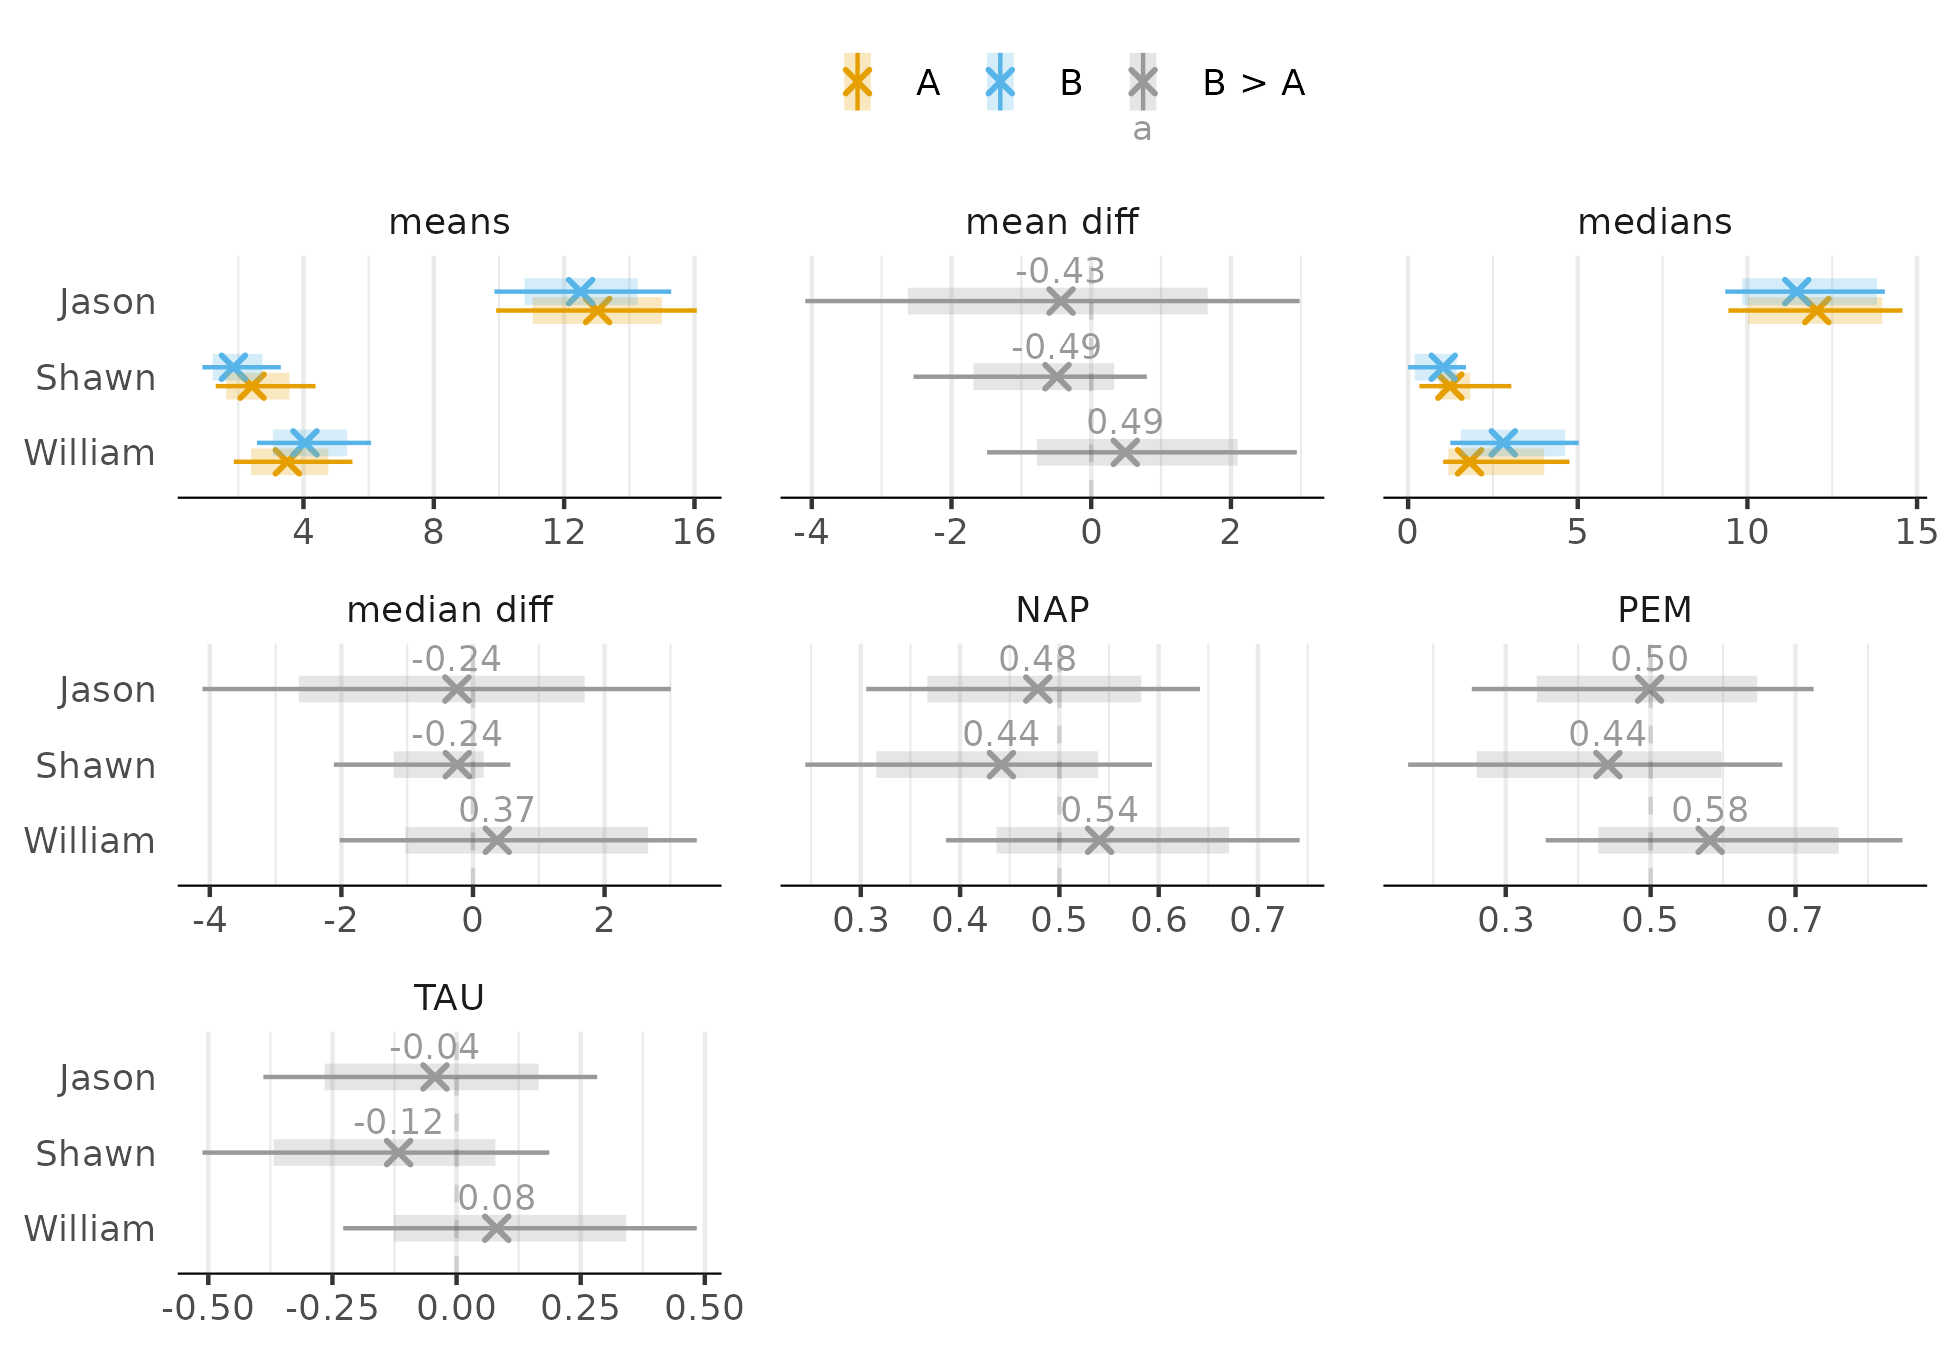 A B B > A
a
means mean diff medians
-0.43
Jason
-0.49
Shawn
0.49
William
4 8 12 16 -4 -2 0 2 0 5 10 15
median diff NAP PEM
-0.24 0.48 0.50
Jason
-0.24 0.44 0.44
Shawn
0.37 0.54 0.58
William
-4 -2 0 2 0.3 0.4 0.5 0.6 0.7 0.3 0.5 0.7
TAU
-0.04
Jason
-0.12
Shawn
0.08
William
-0.50 -0.25 0.00 0.25 0.50